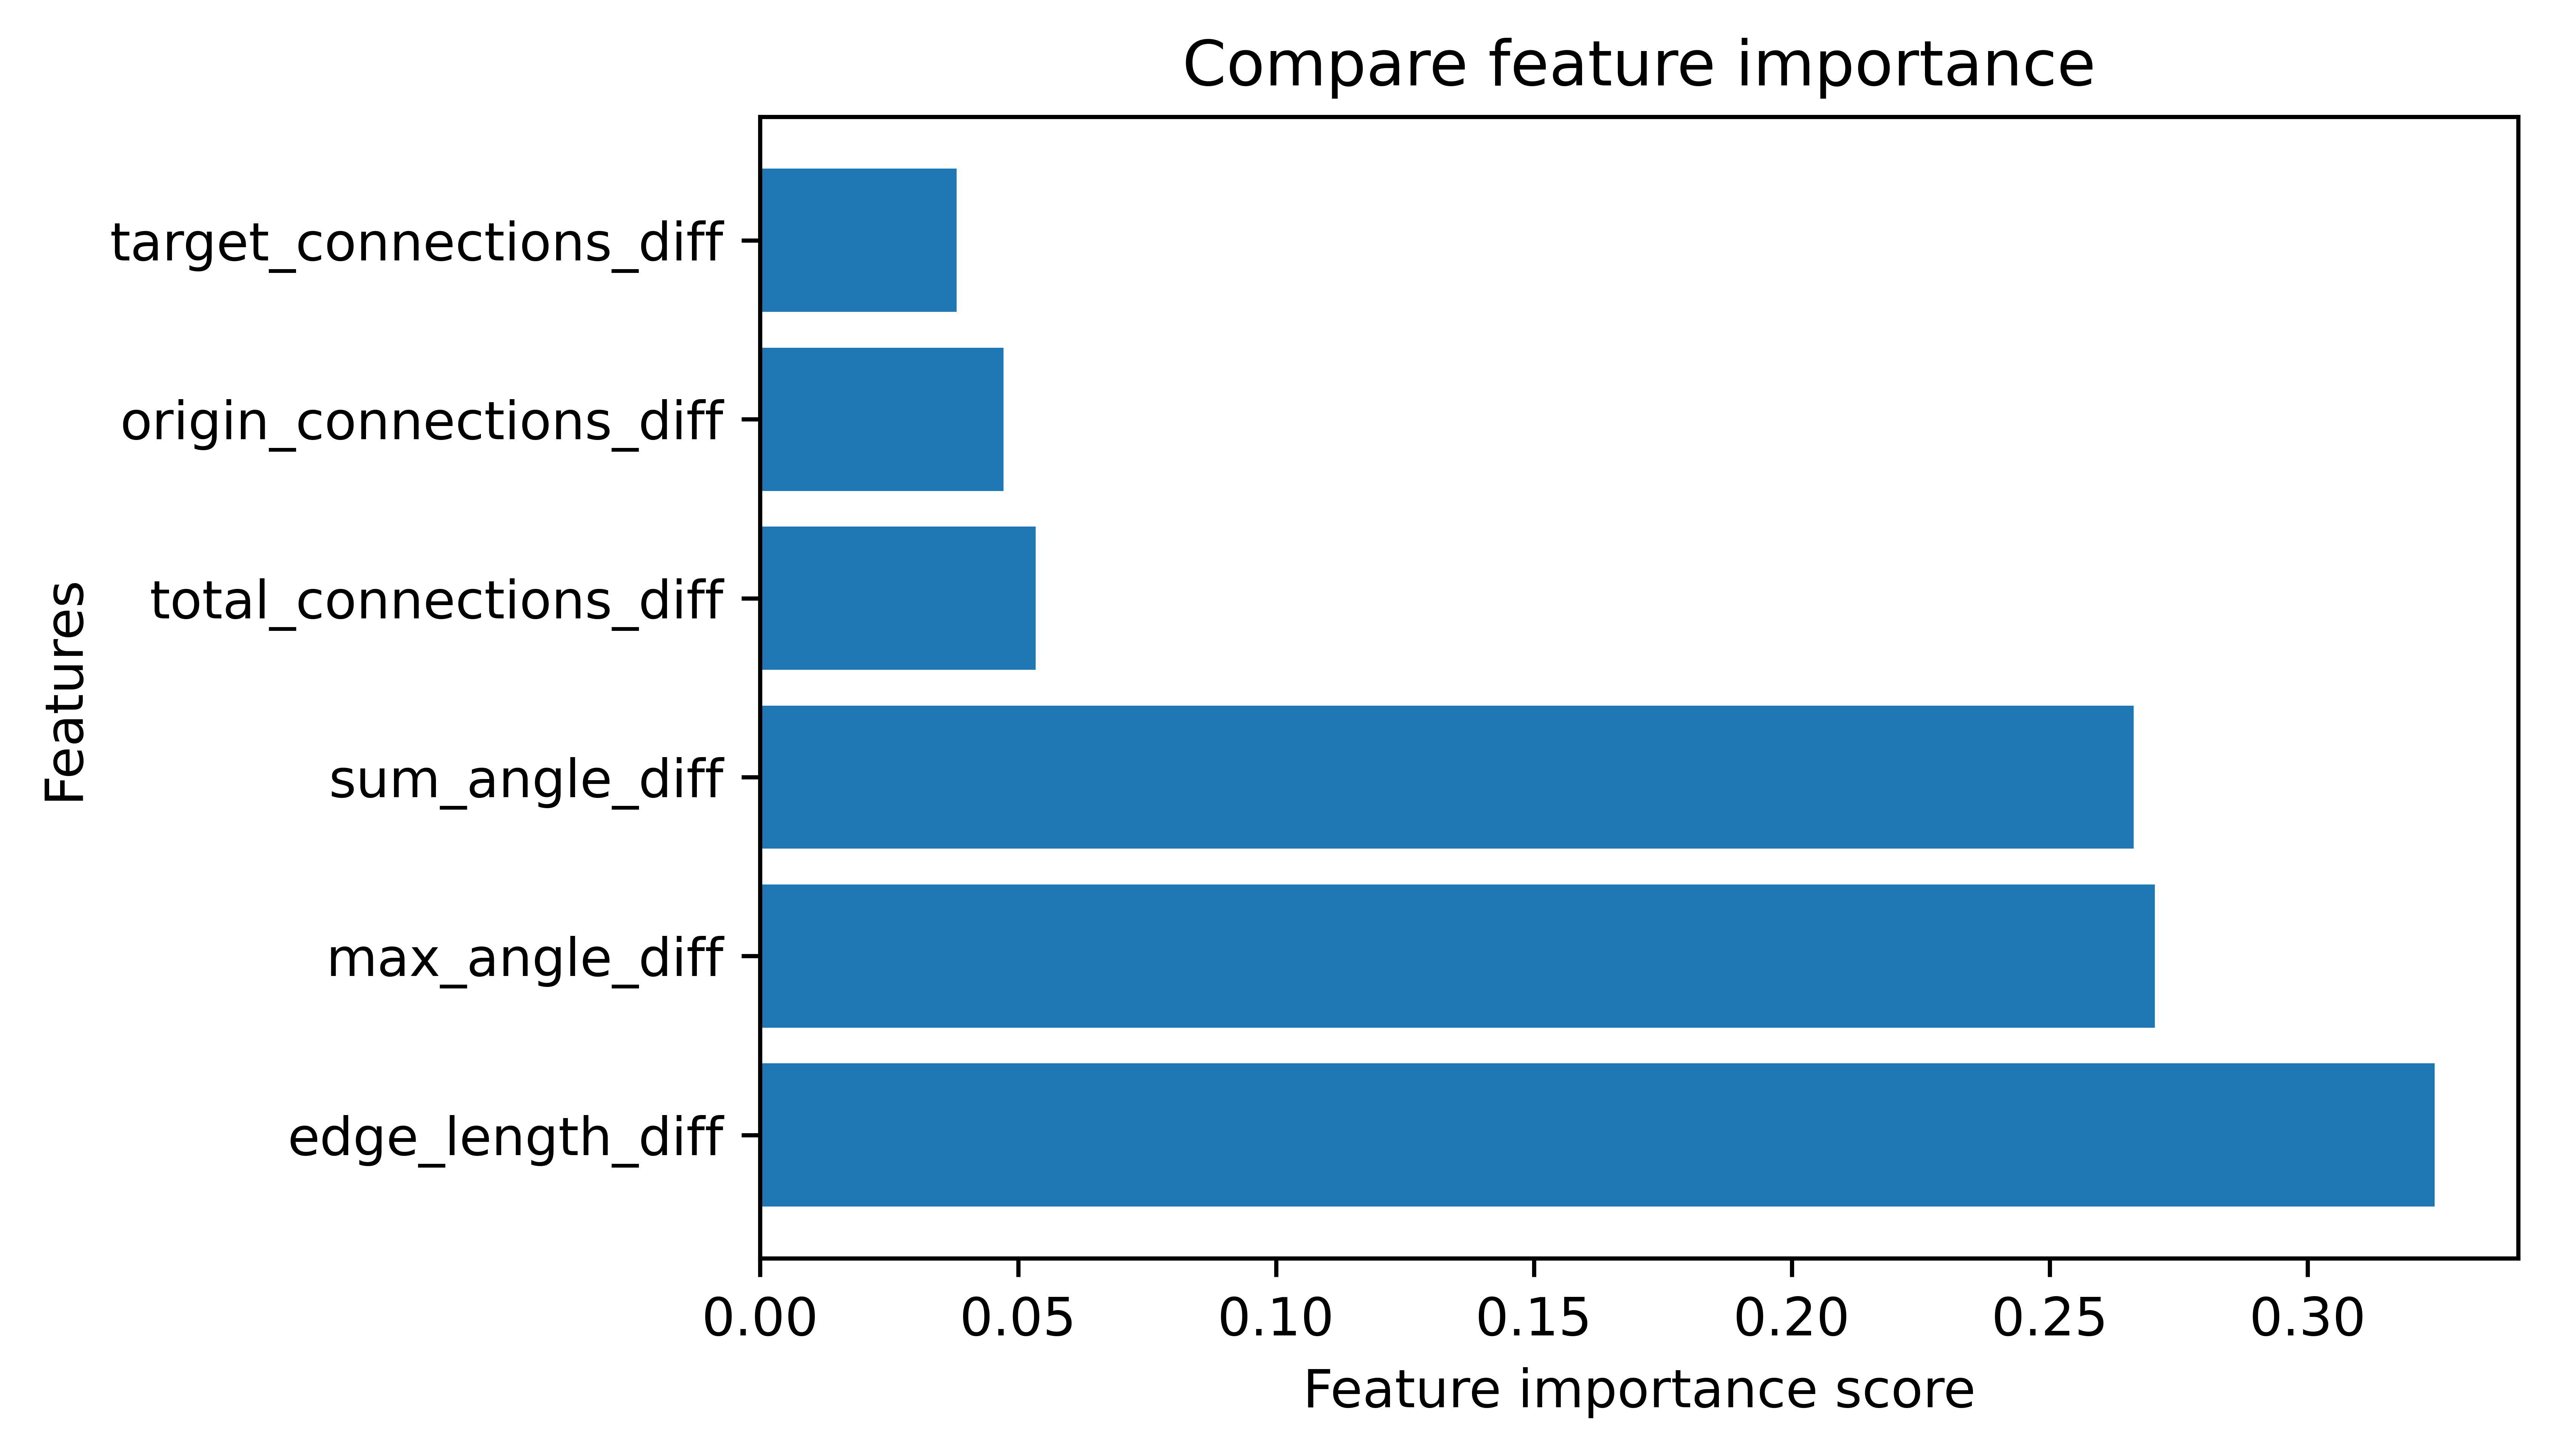 Compare feature importance
target_connections_diff
origin_connections_diff
total_connections_diff
sum_angle_diff
max_angle_diff
edge_length_diff
Features
0.00 0.05 0.10 0.15 0.20 0.25 0.30
Feature importance score